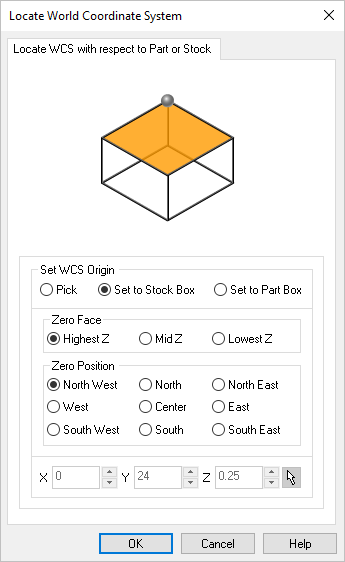 Locate World Coordinate System
Locate WCS with respect to Part or Stock
Set WCS Origin
Pick Set to Stock Box Set to Part Box
Zero Face
Highest Z Mid Z Lowest Z
Zero Position
North West North North East
West Center East
South West South South East
X 0 Y 24 Z 0.25
OK Cancel Help